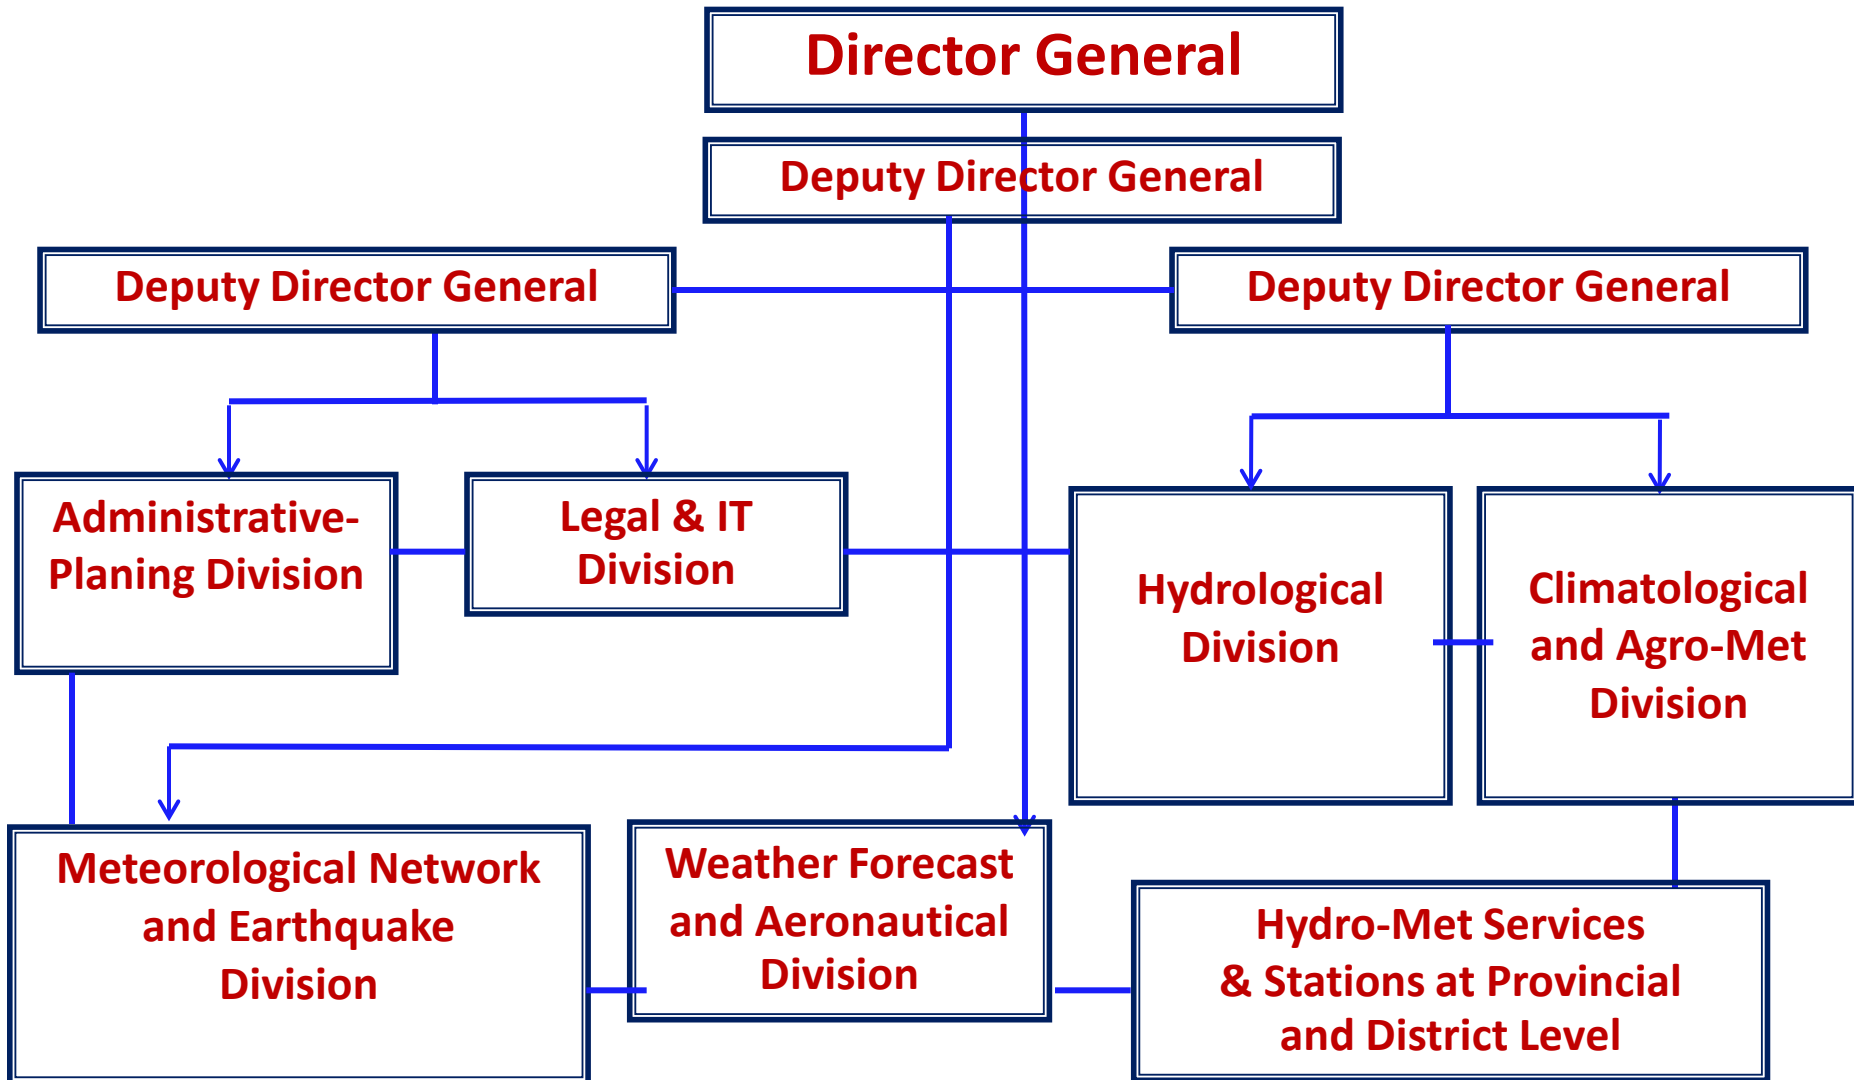 Director General
Deputy Director General
Deputy Director General
Deputy Director General
Administrative-
Planing Division
Legal & IT
Division
Hydrological
Division
Climatological
and Agro-Met
Division
Meteorological Network
and Earthquake
Division
Weather Forecast
and Aeronautical
Division
Hydro-Met Services
& Stations at Provincial
and District Level